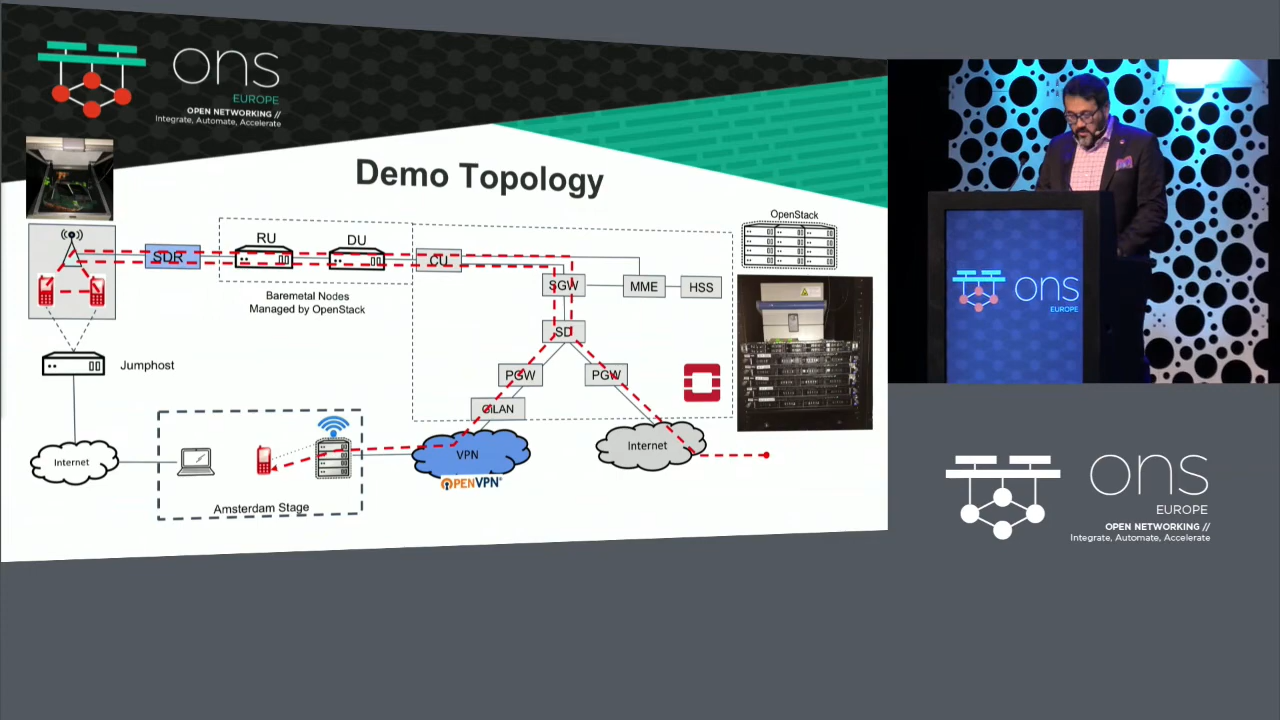 ons
EUROPE
OPEN NETWORKING //
Integrate, Automate, Accelerate
Demo Topology
OpenStack
RU
DU
SDR
CU
Baremetal Nodes
Managed by OpenStack
SGW
MME
HSS
SD
PGW
PGW
GiLAN
Jumphost
Internet
Amsterdam Stage
VPN
OPENVPN
Internet
ons
EUROPE
ons
EUROPE
OPEN NETWORKING //
Integrate, Automate, Accelerate